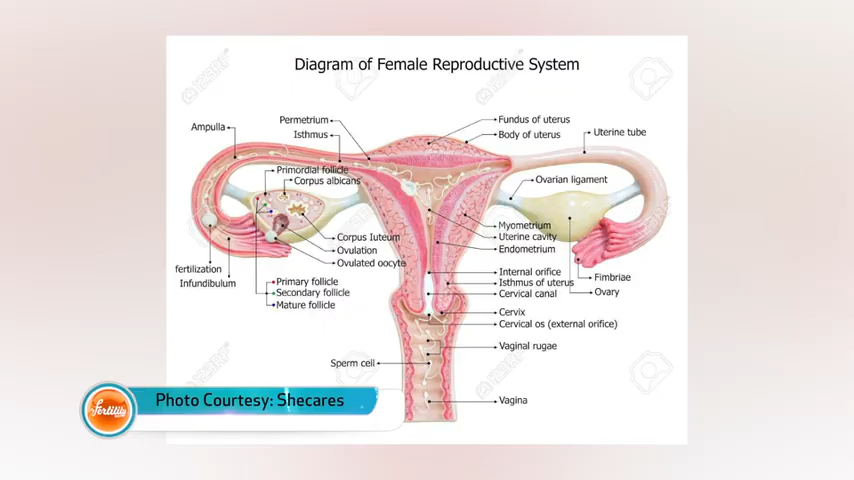 Diagram of Female Reproductive System
Permetrium
Fundus of uterus
Ampulla
Isthmus
Body of uterus
Uterine tube
Primordial follicle
Corpus albicans
Ovarian ligament
Corpus luteum
Ovulation
Ovulated oocyte
Myometrium
Uterine cavity
Endometrium
fertilization
Infundibulum
Primary follicle
Secondary follicle
Mature follicle
Internal orifice
Isthmus of uterus
Cervical canal
Fimbriae
Ovary
Cervix
Cervical os (external orifice)
Vaginal rugae
Sperm cell
Vagina
Photo Courtesy: Shecares
Fertility
123RF